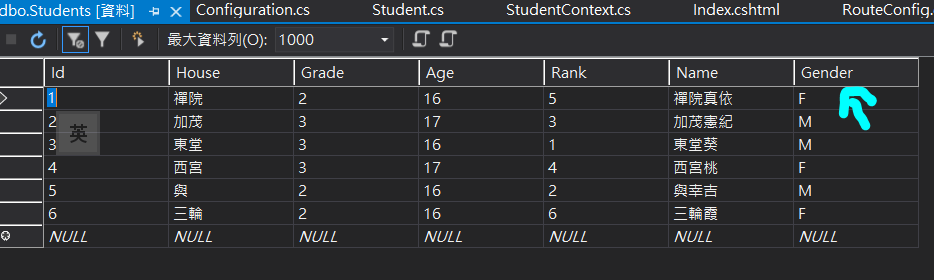 dbo.Students [資料] Configuration.cs Student.cs StudentContext.cs Index.cshtml RouteConfig.
最大資料列(O): 1000
Id House Grade Age Rank Name Gender
1 禪院 2 16 5 禪院真依 F
2 加茂 3 17 3 加茂憲紀 M
3 東堂 3 16 1 東堂葵 M
4 西宮 3 17 4 西宮桃 F
5 與 2 16 2 與幸吉 M
6 三輪 2 16 6 三輪霞 F
NULL NULL NULL NULL NULL NULL NULL
英